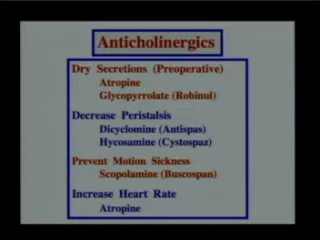 Anticholinergics
Dry Secretions (Preoperative)
Atropine
Glycopyrrolate (Robinul)
Decrease Peristalsis
Dicyclomine (Antispas)
Hycosamine (Cystospaz)
Prevent Motion Sickness
Scopolamine (Buscospan)
Increase Heart Rate
Atropine